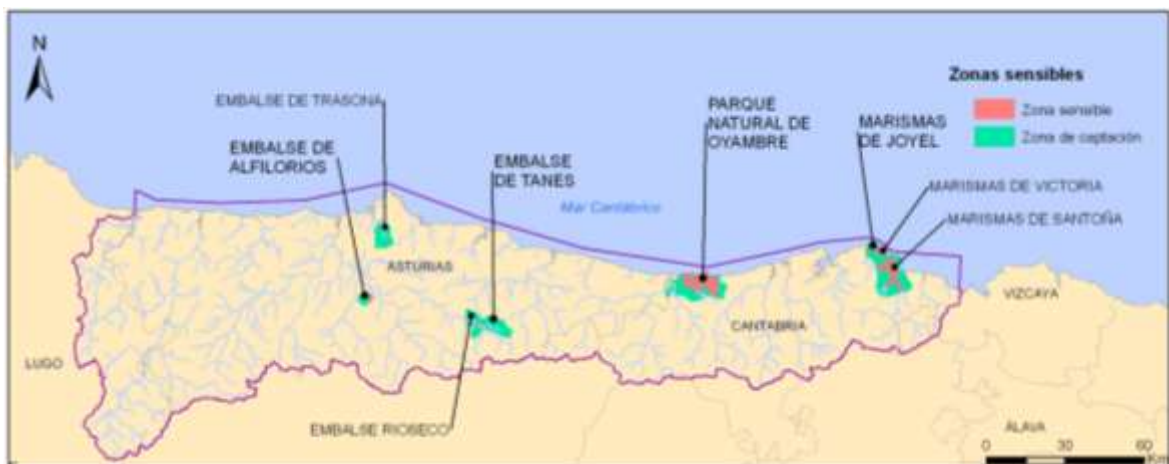 N
EMBALSE DE TRASONA
EMBALSE DE
ALFILORIOS
EMBALSE
DE TANES
PARQUE
NATURAL DE
OYAMBRE
MARISMAS
DE JOYEL
Zonas sensibles
Zona sensible
Zona de captación
MARISMAS DE VICTORIA
MARISMAS DE SANTOÑA
Mar Cantábrico
ASTURIAS
CANTABRIA
VIZCAYA
LUGO
EMBALSE RIOSECO
ÁLAVA
0 30 60
Km